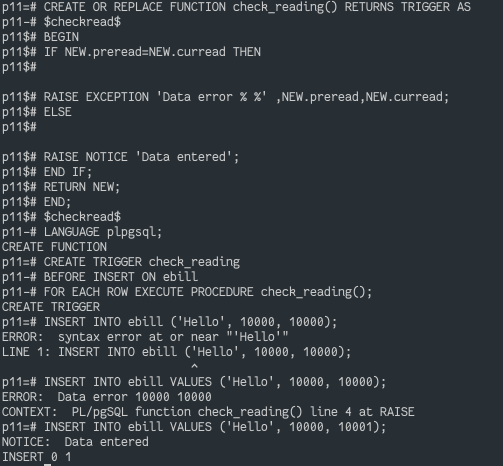 p11=# CREATE OR REPLACE FUNCTION check_reading() RETURNS TRIGGER AS
p11-# $checkread$
p11$# BEGIN
p11$# IF NEW.preread=NEW.curread THEN
p11$#
p11$# RAISE EXCEPTION 'Data error % %' ,NEW.preread,NEW.curread;
p11$# ELSE
p11$#
p11$# RAISE NOTICE 'Data entered';
p11$# END IF;
p11$# RETURN NEW;
p11$# END;
p11$# $checkread$
p11-# LANGUAGE plpgsql;
CREATE FUNCTION
p11=# CREATE TRIGGER check_reading
p11-# BEFORE INSERT ON ebill
p11-# FOR EACH ROW EXECUTE PROCEDURE check_reading();
CREATE TRIGGER
p11=# INSERT INTO ebill ('Hello', 10000, 10000);
ERROR:  syntax error at or near "'Hello'"
LINE 1: INSERT INTO ebill ('Hello', 10000, 10000);
^
p11=# INSERT INTO ebill VALUES ('Hello', 10000, 10000);
ERROR:  Data error 10000 10000
CONTEXT:  PL/pgSQL function check_reading() line 4 at RAISE
p11=# INSERT INTO ebill VALUES ('Hello', 10000, 10001);
NOTICE:  Data entered
INSERT 0 1